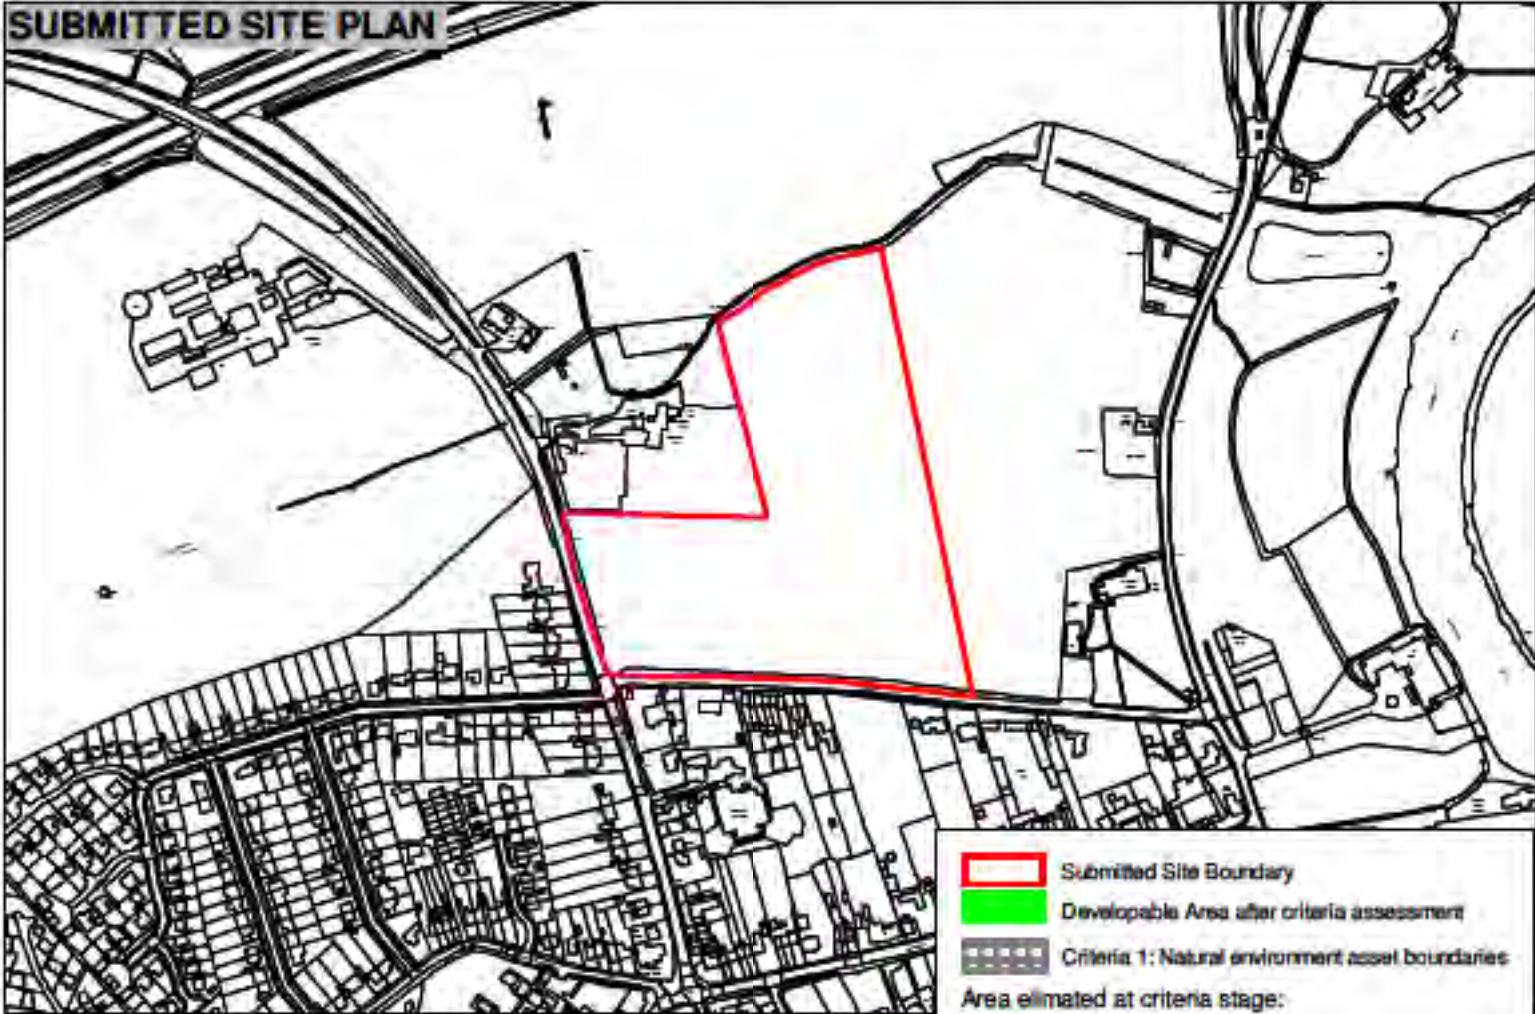 SUBMITTED SITE PLAN
Submitted Site Boundary
Developable Area after criteria assessment
Criteria 1: Natural environment asset boundaries
Area elimated at criteria stage: